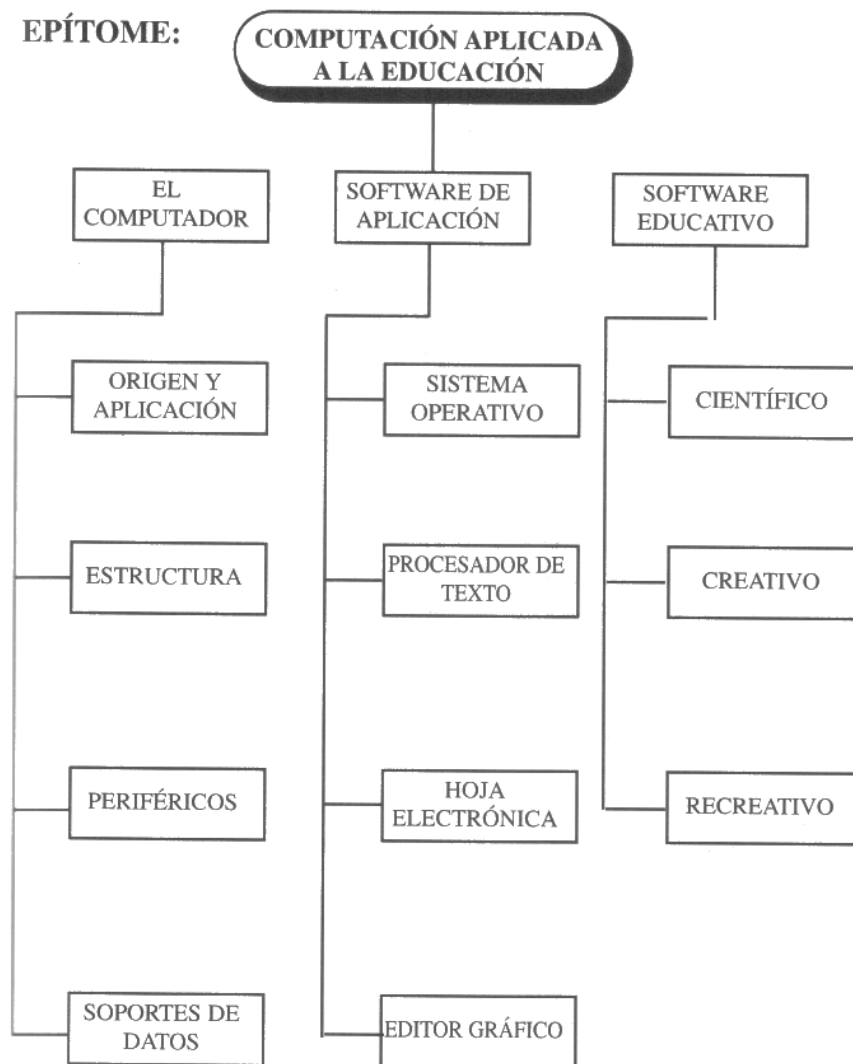 EPÍTOME:
COMPUTACIÓN APLICADA
A LA EDUCACIÓN
EL
COMPUTADOR
ORIGEN Y
APLICACIÓN
ESTRUCTURA
PERIFÉRICOS
SOPORTES DE
DATOS
SOFTWARE DE
APLICACIÓN
SISTEMA
OPERATIVO
PROCESADOR DE
TEXTO
HOJA
ELECTRÓNICA
EDITOR GRÁFICO
SOFTWARE
EDUCATIVO
CIENTÍFICO
CREATIVO
RECREATIVO